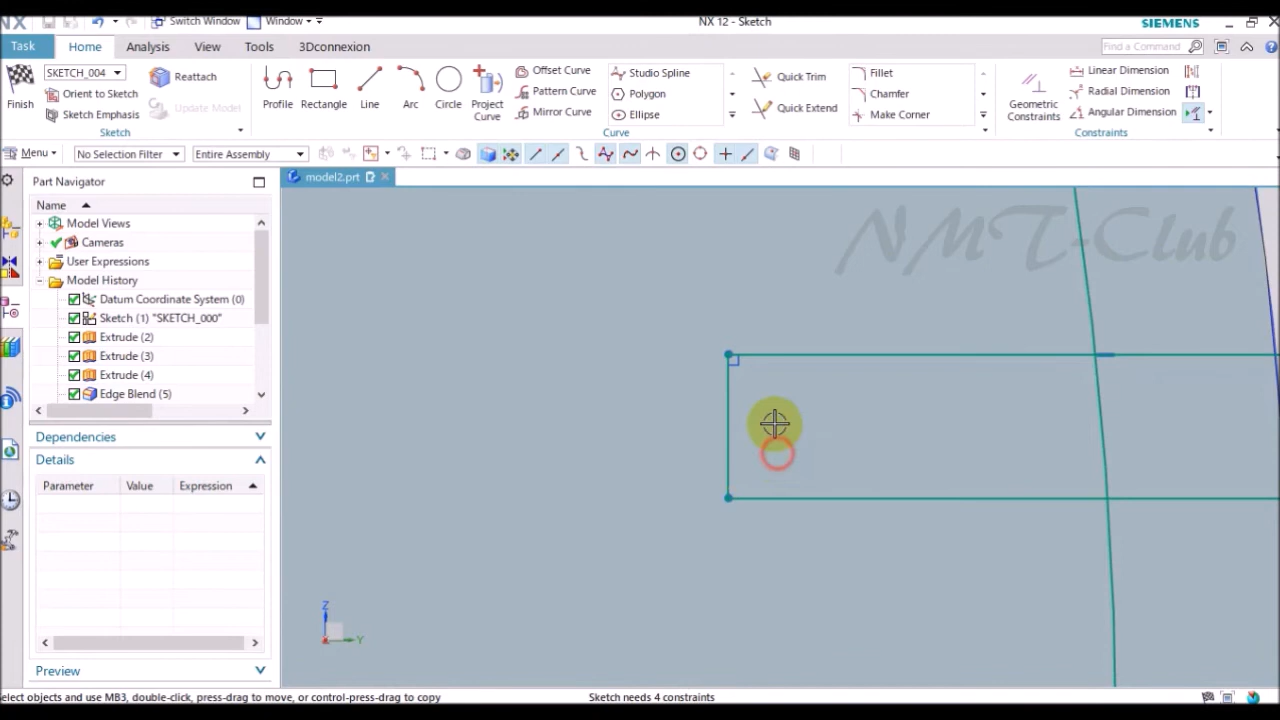 NX
Switch Window
Window
NX 12 - Sketch
SIEMENS
Task
Home
Analysis
View
Tools
3Dconnexion
Find a Command
SKETCH_004
Reattach
Orient to Sketch
Update Model
Finish
Sketch Emphasis
Sketch
Profile
Rectangle
Line
Arc
Circle
Project
Curve
Offset Curve
Pattern Curve
Mirror Curve
Studio Spline
Polygon
Ellipse
Curve
Quick Trim
Quick Extend
Fillet
Chamfer
Make Corner
Geometric
Constraints
Linear Dimension
Radial Dimension
Angular Dimension
Constraints
Menu
No Selection Filter
Entire Assembly
Part Navigator
model2.prt
Name
Model Views
Cameras
User Expressions
Model History
Datum Coordinate System (0)
Sketch (1) "SKETCH_000"
Extrude (2)
Extrude (3)
Extrude (4)
Edge Blend (5)
Dependencies
Details
Parameter
Value
Expression
Preview
NMT-Club
Z
Y
elect objects and use MB3, double-click, press-drag to move, or control-press-drag to copy
Sketch needs 4 constraints